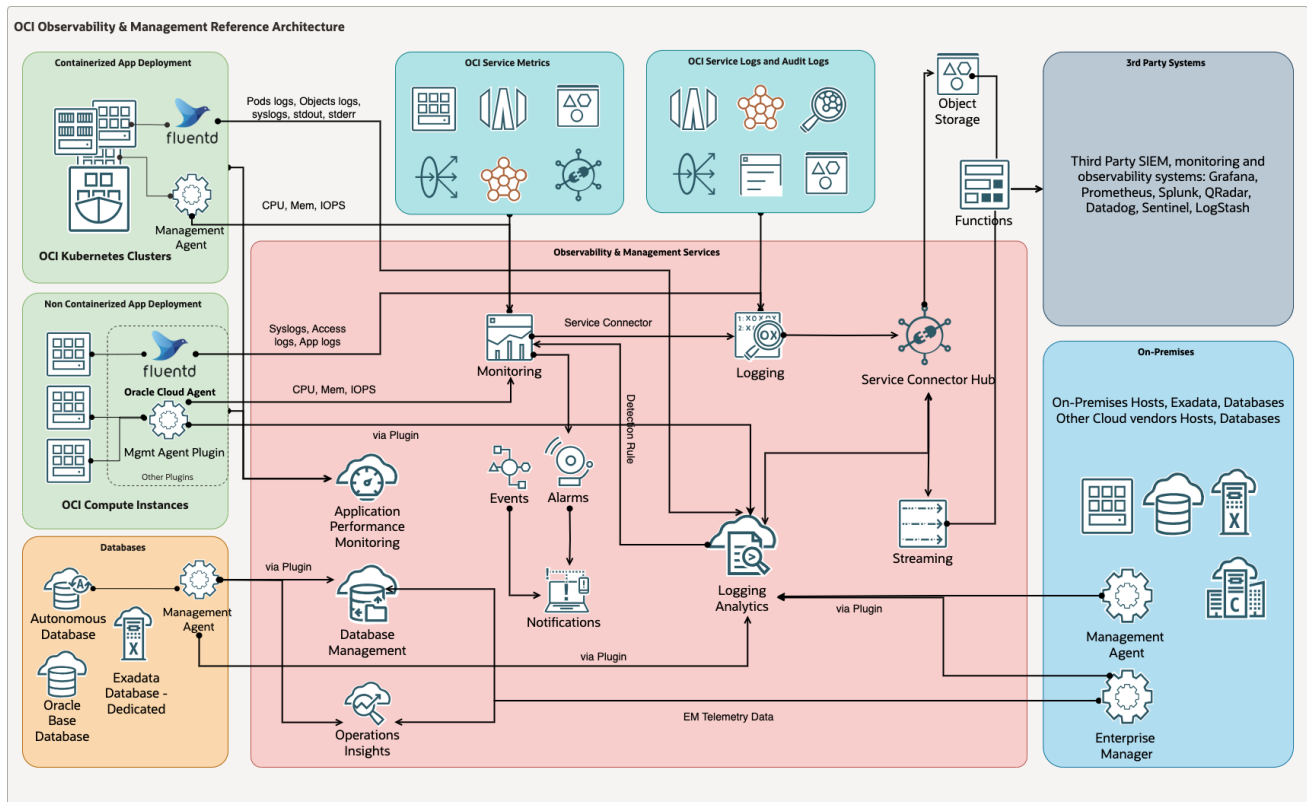 OCI Observability & Management Reference Architecture
Containerized App Deployment
fluentd
Management
Agent
OCI Kubernetes Clusters
Pods logs, Objects logs,
syslogs, stdout, stderr
CPU, Mem, IOPS
OCI Service Metrics
OCI Service Logs and Audit Logs
Object
Storage
Functions
3rd Party Systems
Third Party SIEM, monitoring and
observability systems: Grafana,
Prometheus, Splunk, QRadar,
Datadog, Sentinel, LogStash
Non Containerized App Deployment
fluentd
Oracle Cloud Agent
Mgmt Agent Plugin
Other Plugins
OCI Compute Instances
Syslogs, Access
logs, App logs
CPU, Mem, IOPS
via Plugin
Observability & Management Services
Monitoring
Service Connector
1: X O X O X
2: X
OX
Logging
Service Connector Hub
Detection Rule
Application
Performance
Monitoring
Events
Alarms
Notifications
Logging
Analytics
Streaming
Databases
A
Autonomous
Database
X
Exadata
Database -
Dedicated
Oracle
Base
Database
Management
Agent
via Plugin
Database
Management
via Plugin
Operations
Insights
EM Telemetry Data
via Plugin
On-Premises
On-Premises Hosts, Exadata, Databases
Other Cloud vendors Hosts, Databases
X
C
Management
Agent
Enterprise
Manager